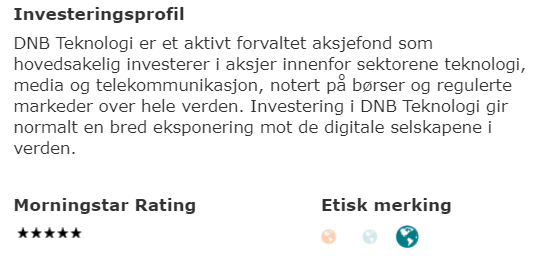 Investeringsprofil
DNB Teknologi er et aktivt forvaltet aksjefond som
hovedsakelig investerer i aksjer innenfor sektorene teknologi,
media og telekommunikasjon, notert på børser og regulerte
markeder over hele verden. Investering i DNB Teknologi gir
normalt en bred eksponering mot de digitale selskapene i
verden.
Morningstar Rating
Etisk merking
★★★★★